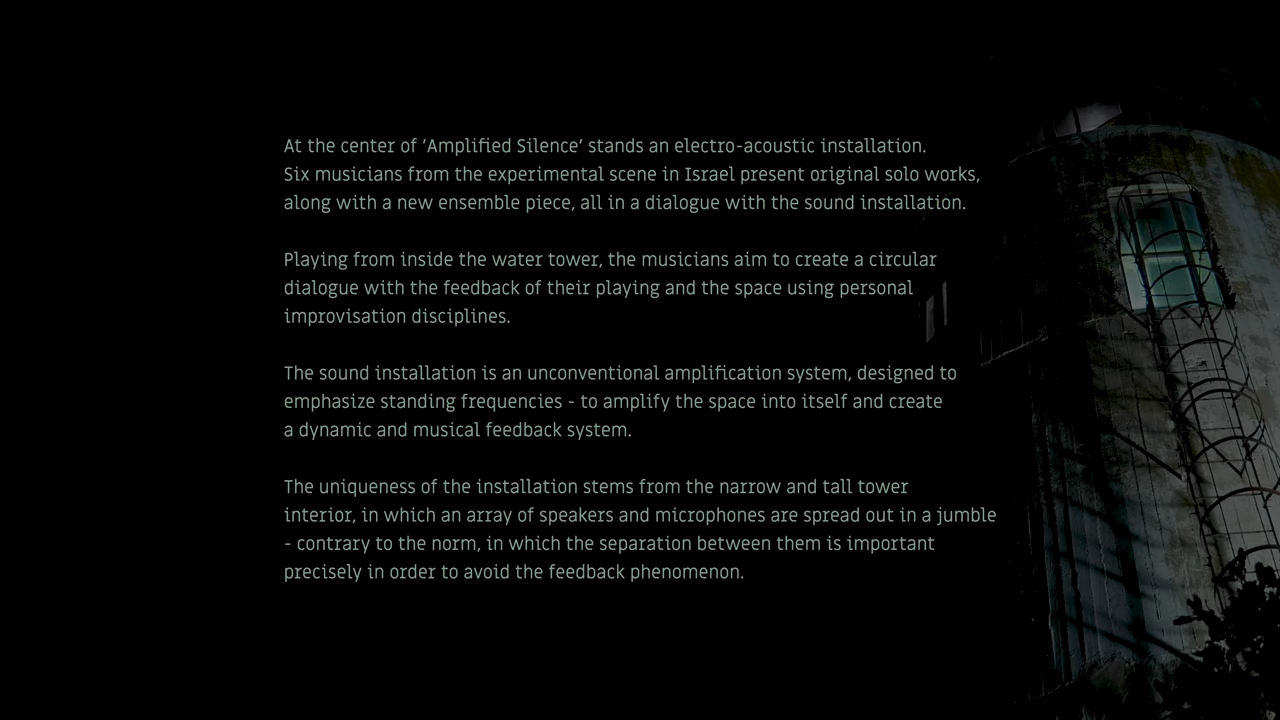 At the center of ‘Amplified Silence’ stands an electro-acoustic installation.
Six musicians from the experimental scene in Israel present original solo works,
along with a new ensemble piece, all in a dialogue with the sound installation.
Playing from inside the water tower, the musicians aim to create a circular
dialogue with the feedback of their playing and the space using personal
improvisation disciplines.
The sound installation is an unconventional amplification system, designed to
emphasize standing frequencies - to amplify the space into itself and create
a dynamic and musical feedback system.
The uniqueness of the installation stems from the narrow and tall tower
interior, in which an array of speakers and microphones are spread out in a jumble
- contrary to the norm, in which the separation between them is important
precisely in order to avoid the feedback phenomenon.